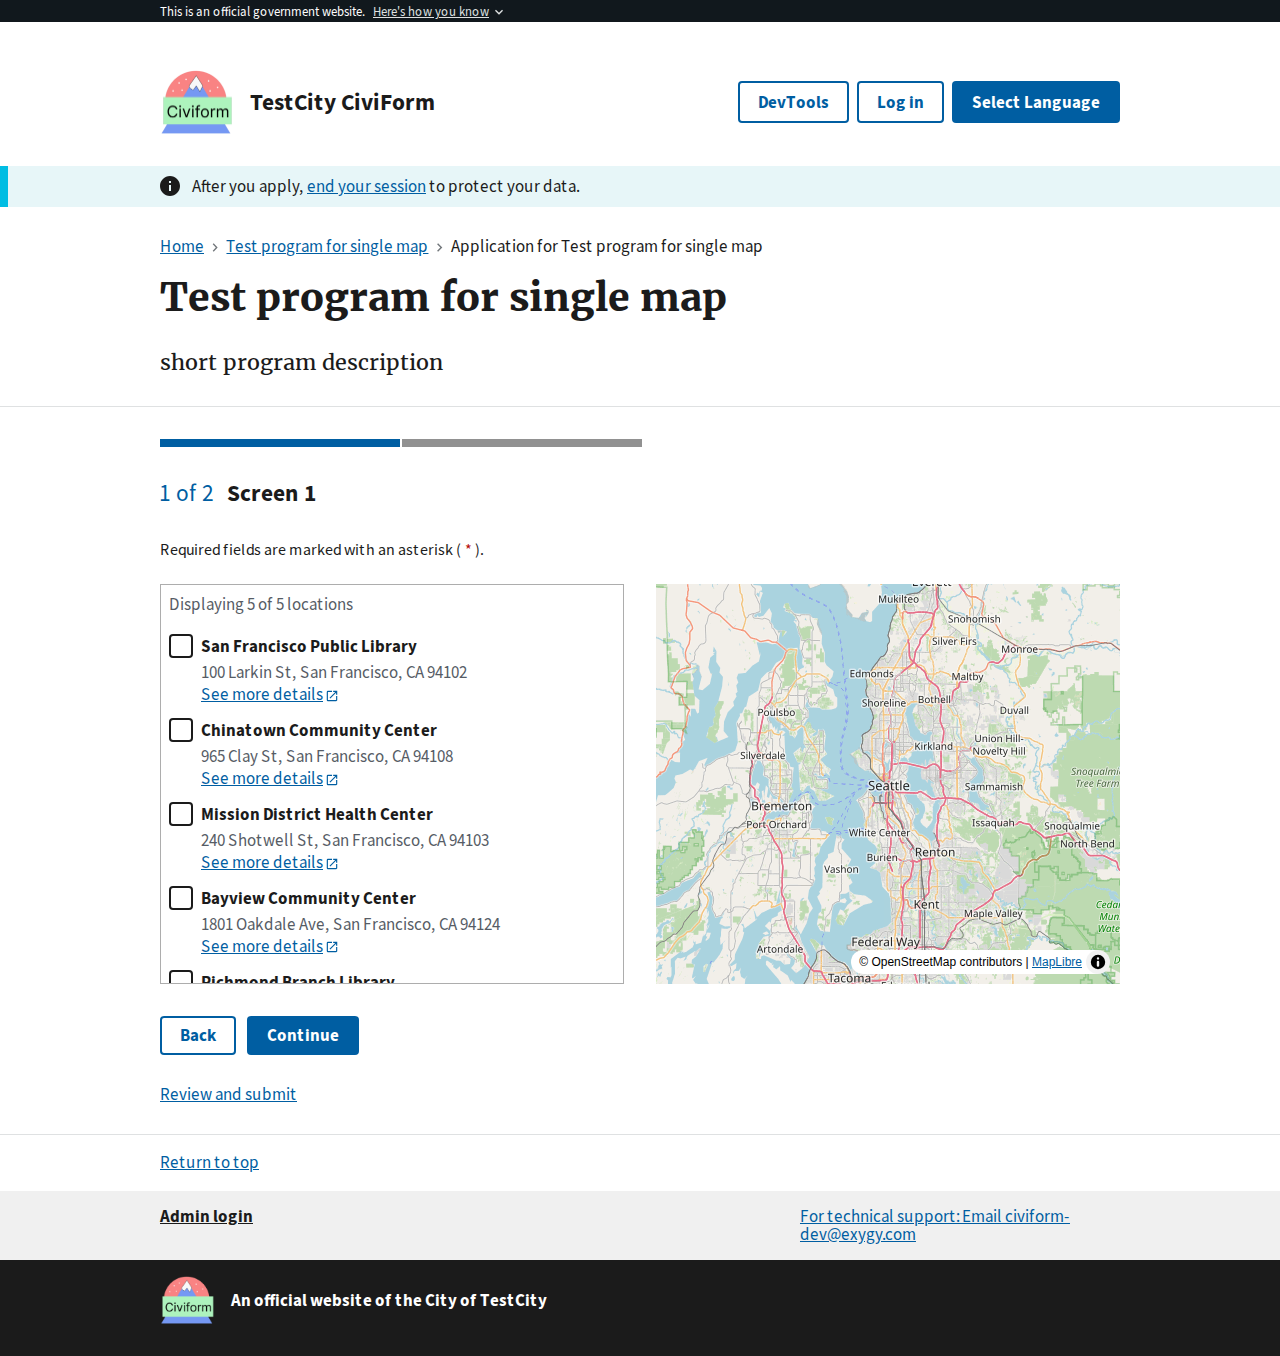 This is an official government website. Here's how you know
Civiform
TestCity CiviForm
DevTools
Log in
Select Language
After you apply, end your session to protect your data.
Home > Test program for single map > Application for Test program for single map
Test program for single map
short program description
1 of 2 Screen 1
Required fields are marked with an asterisk ( * ).
Displaying 5 of 5 locations
San Francisco Public Library
100 Larkin St, San Francisco, CA 94102
See more details
Chinatown Community Center
965 Clay St, San Francisco, CA 94108
See more details
Mission District Health Center
240 Shotwell St, San Francisco, CA 94103
See more details
Bayview Community Center
1801 Oakdale Ave, San Francisco, CA 94124
See more details
Richmond Branch Library
Everett
Mukilteo
Snohomish
Silver Firs
Monroe
Edmonds
Maltby
Shoreline
Bothell
Poulsbo
Duvall
Kirkland
Union Hill-
Novelty Hill
Silverdale
Snoqualmie
Tree Farm
Seattle
Sammamish
Bremerton
Port Orchard
White Center
Issaquah
Snoqualmie
North Bend
Renton
Burien
Vashon
Kent
Maple Valley
Cedar
Mun
Wate
Artondale
Federal Way
Tacoma
© OpenStreetMap contributors | MapLibre
Back
Continue
Review and submit
Return to top
Admin login
For technical support: Email civiform-
dev@exygy.com
Civiform
An official website of the City of TestCity